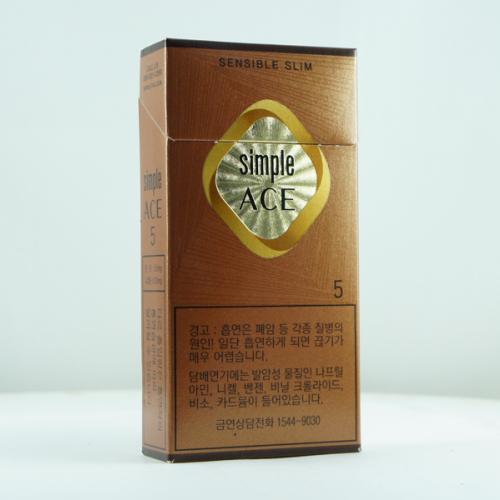 SENSIBLE SLIM
simple
ACE
5
경고 : 흡연은 폐암 등 각종 질병의
원인! 일단 흡연하게 되면 끊기가
매우 어렵습니다.
담배연기에는 발암성 물질인 나프틸
아민, 니켈, 벤젠, 비닐 크롤라이드,
비소, 카드뮴이 들어있습니다.
금연상담전화 1544-9030
simple
ACE
5